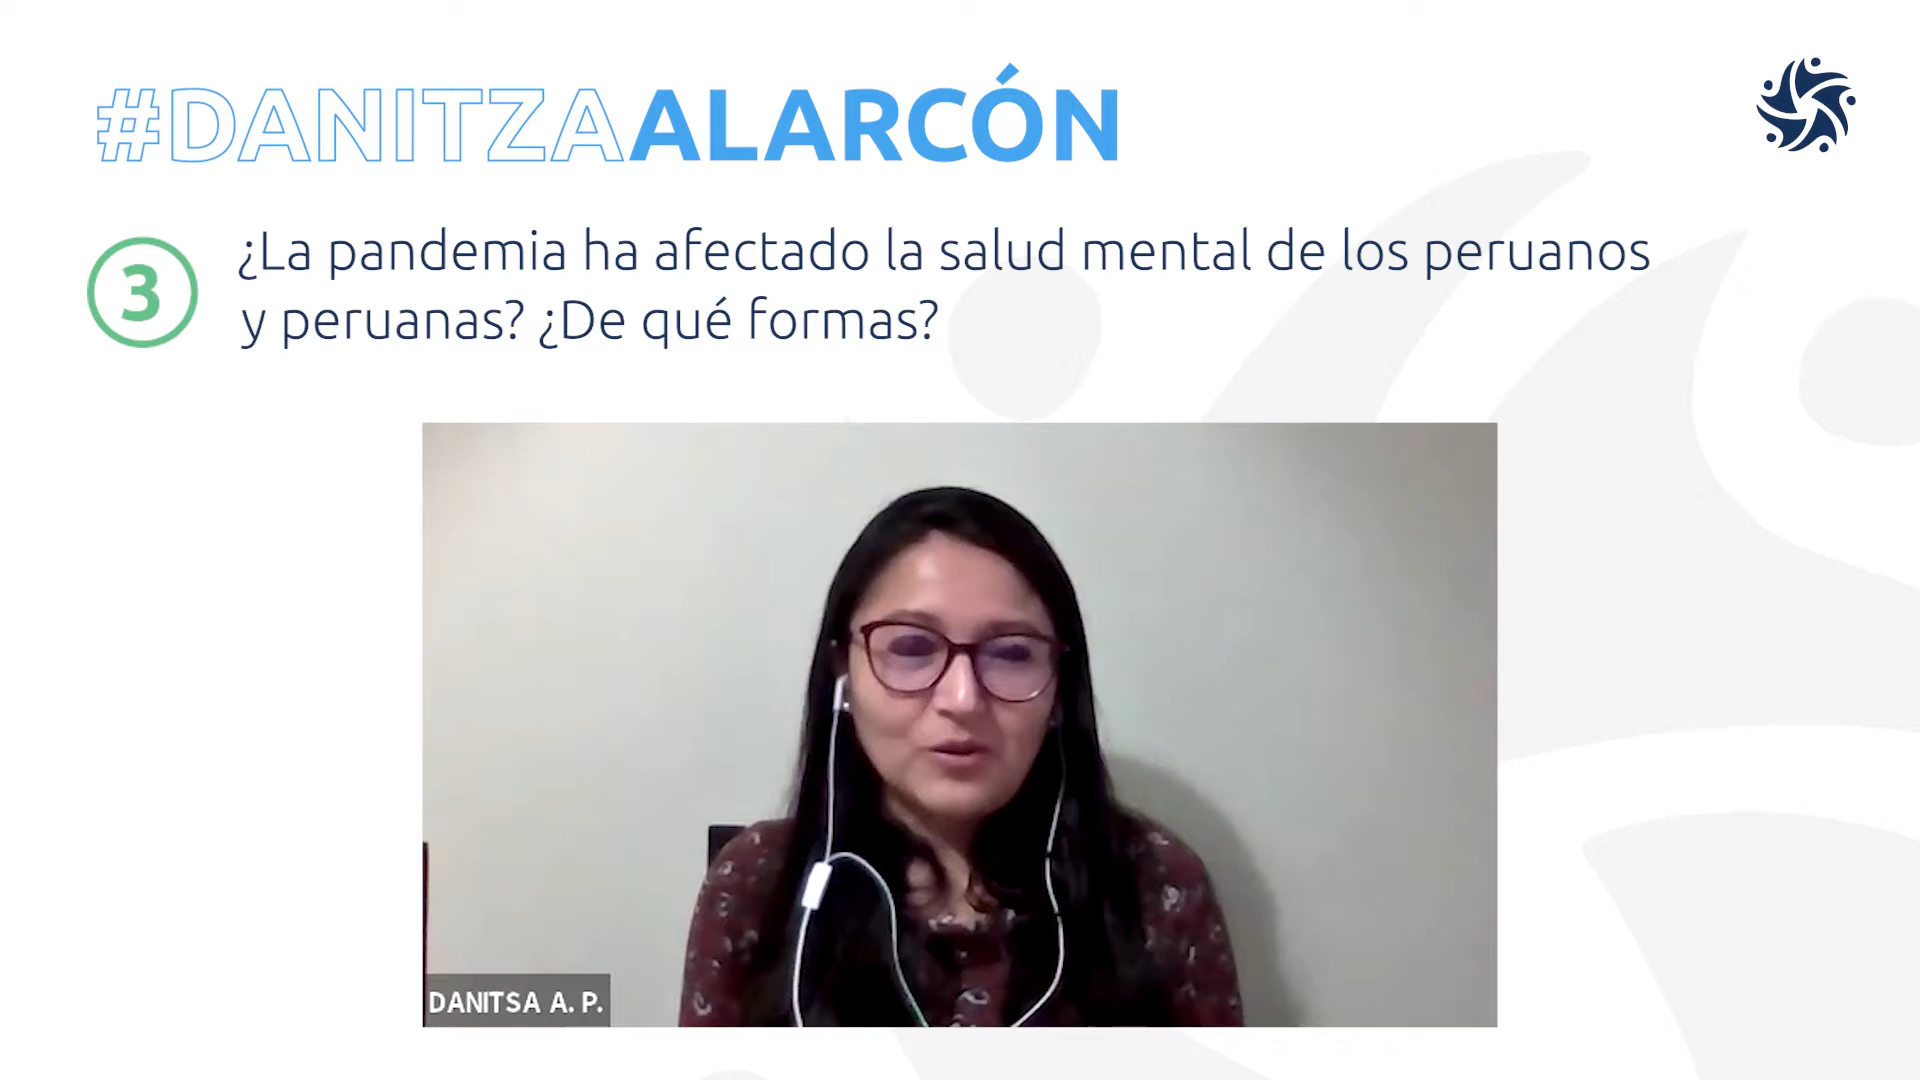 #DANITZAALARCÓN
3
¿La pandemia ha afectado la salud mental de los peruanos
y peruanas? ¿De qué formas?
DANITSA A. P.